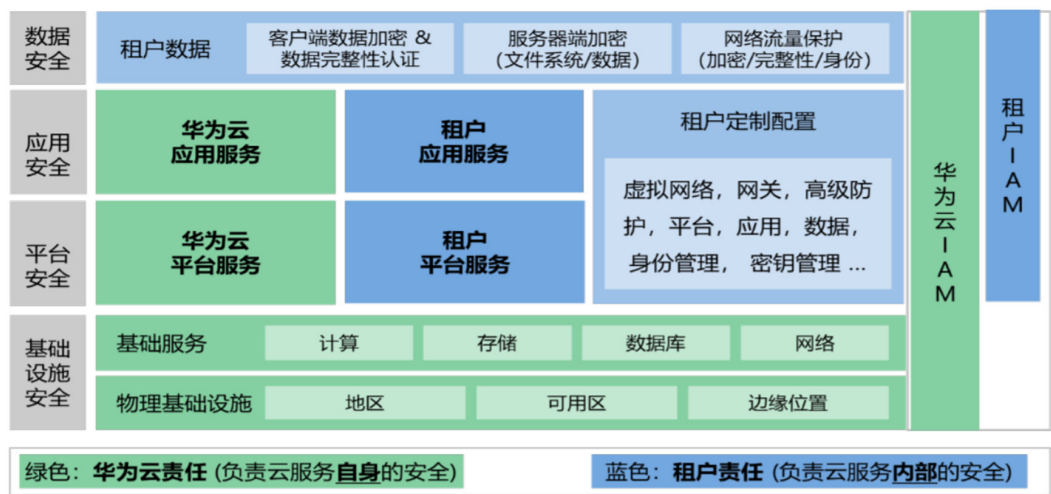 数据
安全
租户数据
客户端数据加密 &
数据完整性认证
服务器端加密
(文件系统/数据)
网络流量保护
(加密/完整性/身份)
应用
安全
华为云
应用服务
租户
应用服务
租户定制配置
虚拟网络，网关，高级防
护，平台，应用，数据，
身份管理， 密钥管理 ...
平台
安全
华为云
平台服务
租户
平台服务
基础
设施
安全
基础服务
计算
存储
数据库
网络
物理基础设施
地区
可用区
边缘位置
华为云IAM
租户IAM
绿色：华为云责任 (负责云服务自身的安全)
蓝色：租户责任 (负责云服务内部的安全)